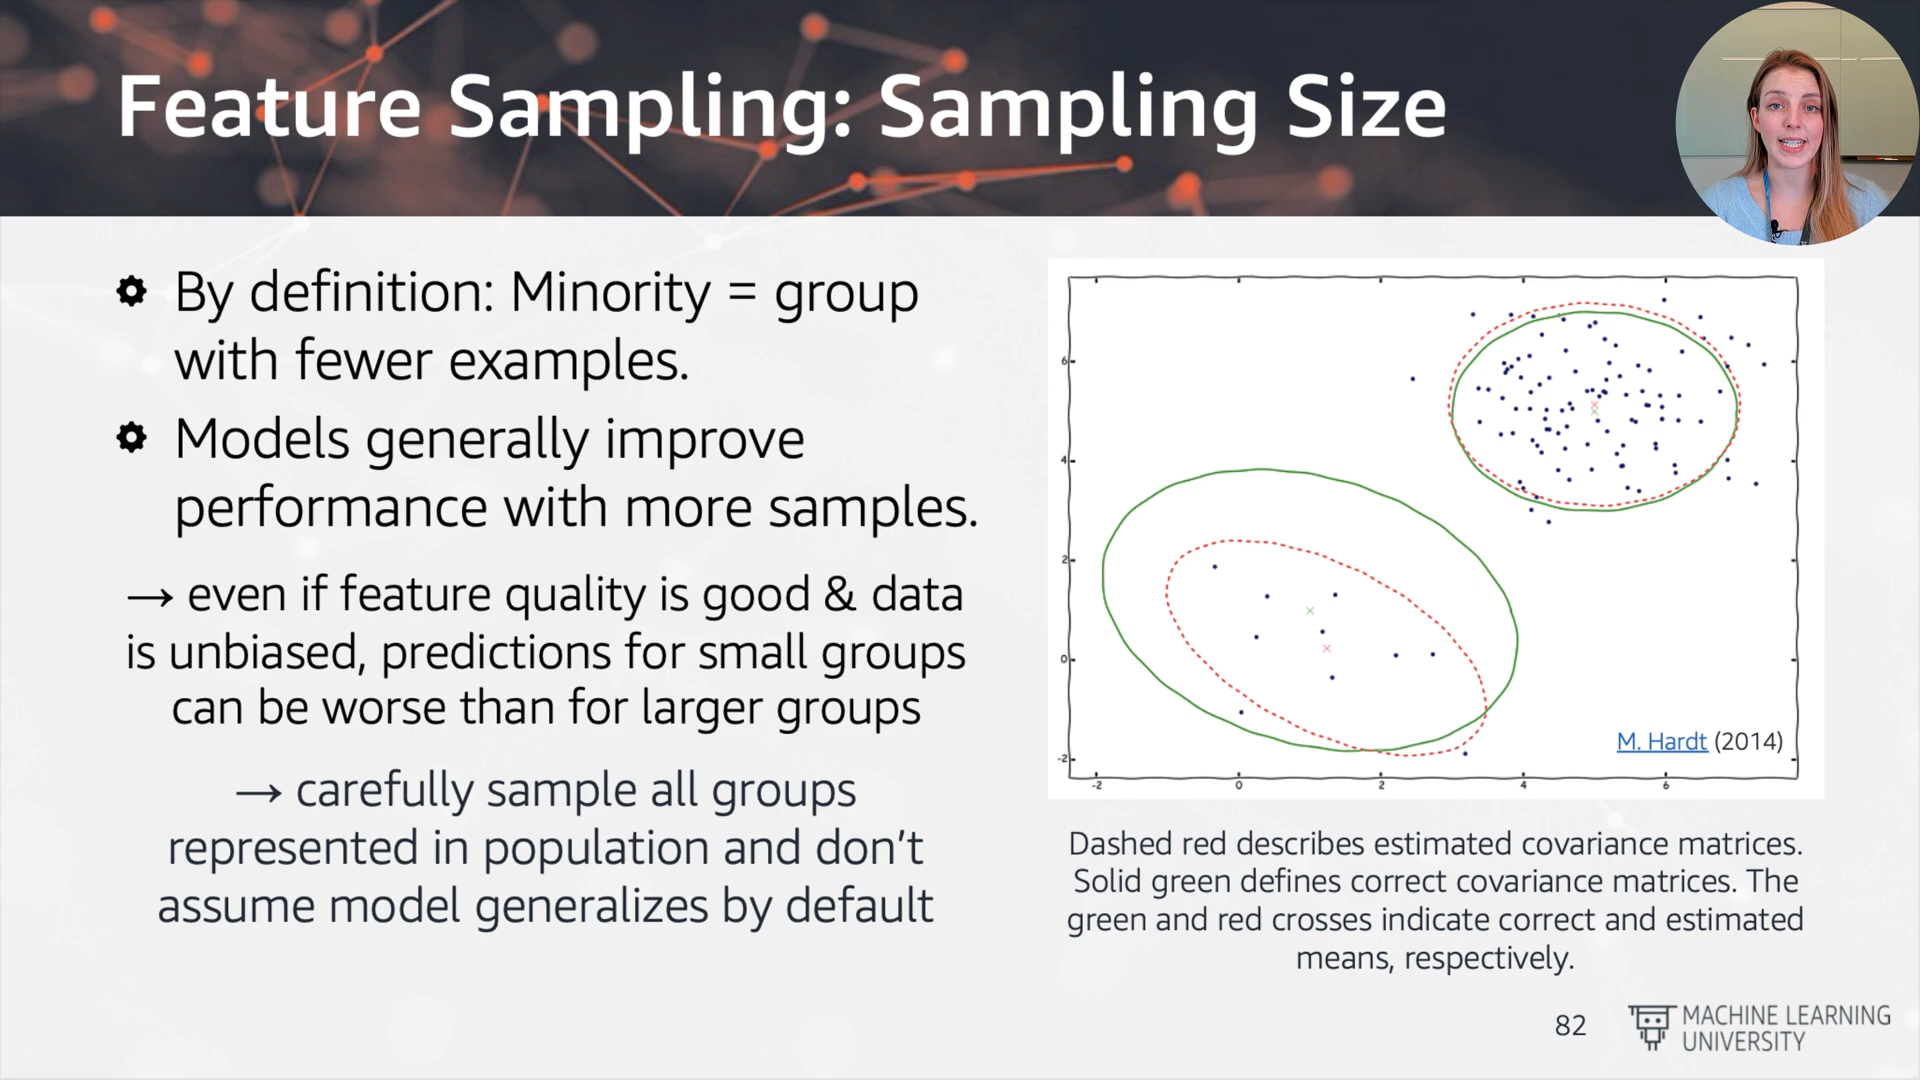 Feature Sampling: Sampling Size
By definition: Minority = group
with fewer examples.
Models generally improve
performance with more samples.
→ even if feature quality is good & data
is unbiased, predictions for small groups
can be worse than for larger groups
→ carefully sample all groups
represented in population and don't
assume model generalizes by default
6
4
2
0
-2
-2 0 2 4 6
M. Hardt (2014)
Dashed red describes estimated covariance matrices.
Solid green defines correct covariance matrices. The
green and red crosses indicate correct and estimated
means, respectively.
82
MACHINE LEARNING
UNIVERSITY